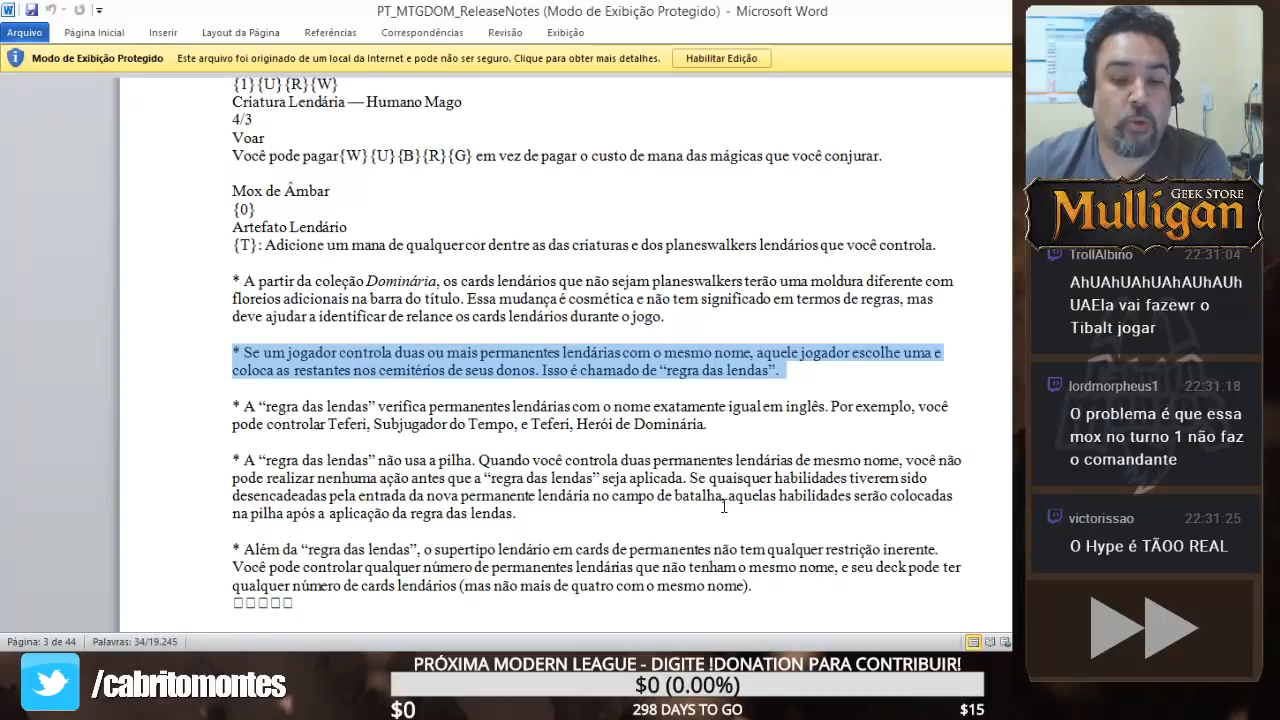 PT_MTGDOM_ReleaseNotes (Modo de Exibição Protegido) - Microsoft Word
Arquivo Página Inicial Inserir Layout da Página Referências Correspondências Revisão Exibição
Modo de Exibição Protegido Este arquivo foi originado de um local da Internet e pode não ser seguro. Clique para obter mais detalhes. Habilitar Edição
{1}{U}{R}{W}
Criatura Lendária — Humano Mago
4/3
Voar
Você pode pagar{W}{U}{B}{R}{G} em vez de pagar o custo de mana das mágicas que você conjurar.
Mox de Âmbar
{0}
Artefato Lendário
{T}: Adicione um mana de qualquer cor dentre as das criaturas e dos planeswalkers lendários que você controla.
* A partir da coleção Dominária, os cards lendários que não sejam planeswalkers terão uma moldura diferente com
floreios adicionais na barra do título. Essa mudança é cosmética e não tem significado em termos de regras, mas
deve ajudar a identificar de relance os cards lendários durante o jogo.
* Se um jogador controla duas ou mais permanentes lendárias com o mesmo nome, aquele jogador escolhe uma e
coloca as restantes nos cemitérios de seus donos. Isso é chamado de “regra das lendas”.
* A “regra das lendas” verifica permanentes lendárias com o nome exatamente igual em inglês. Por exemplo, você
pode controlar Teferi, Subjugador do Tempo, e Teferi, Herói de Dominária.
* A “regra das lendas” não usa a pilha. Quando você controla duas permanentes lendárias de mesmo nome, você não
pode realizar nenhuma ação antes que a “regra das lendas” seja aplicada. Se quaisquer habilidades tiverem sido
desencadeadas pela entrada da nova permanente lendária no campo de batalha, aquelas habilidades serão colocadas
na pilha após a aplicação da regra das lendas.
* Além da “regra das lendas”, o supertipo lendário em cards de permanentes não tem qualquer restrição inerente.
Você pode controlar qualquer número de permanentes lendárias que não tenham o mesmo nome, e seu deck pode ter
qualquer número de cards lendários (mas não mais de quatro com o mesmo nome).
Página: 3 de 44 Palavras: 34/19.245
Mulligan
GEEK STORE
TrollAlbino 22:31:04
AhUAhUAhUAhAUhAUh
UAEla vai fazewr o
Tibalt jogar
lordmorpheus1 22:31:18
O problema é que essa
mox no turno 1 não faz
o comandante
victorissao 22:31:25
O Hype é TÃOO REAL
/cabritomontes
PRÓXIMA MODERN LEAGUE - DIGITE !DONATION PARA CONTRIBUIR!
$0 (0.00%)
$0 298 DAYS TO GO $15